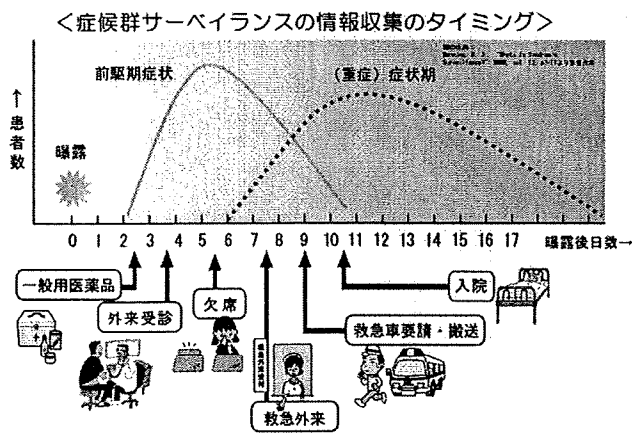 ＜症候群サーベイランスの情報収集のタイミング＞
前駆期症状
（重症）症状期
↑患者数
曝露
0 1 2 3 4 5 6 7 8 9 10 11 12 13 14 15 16 17 曝露後日数→
一般用医薬品
外来受診
欠席
入院
救急車要請・搬送
救急外来